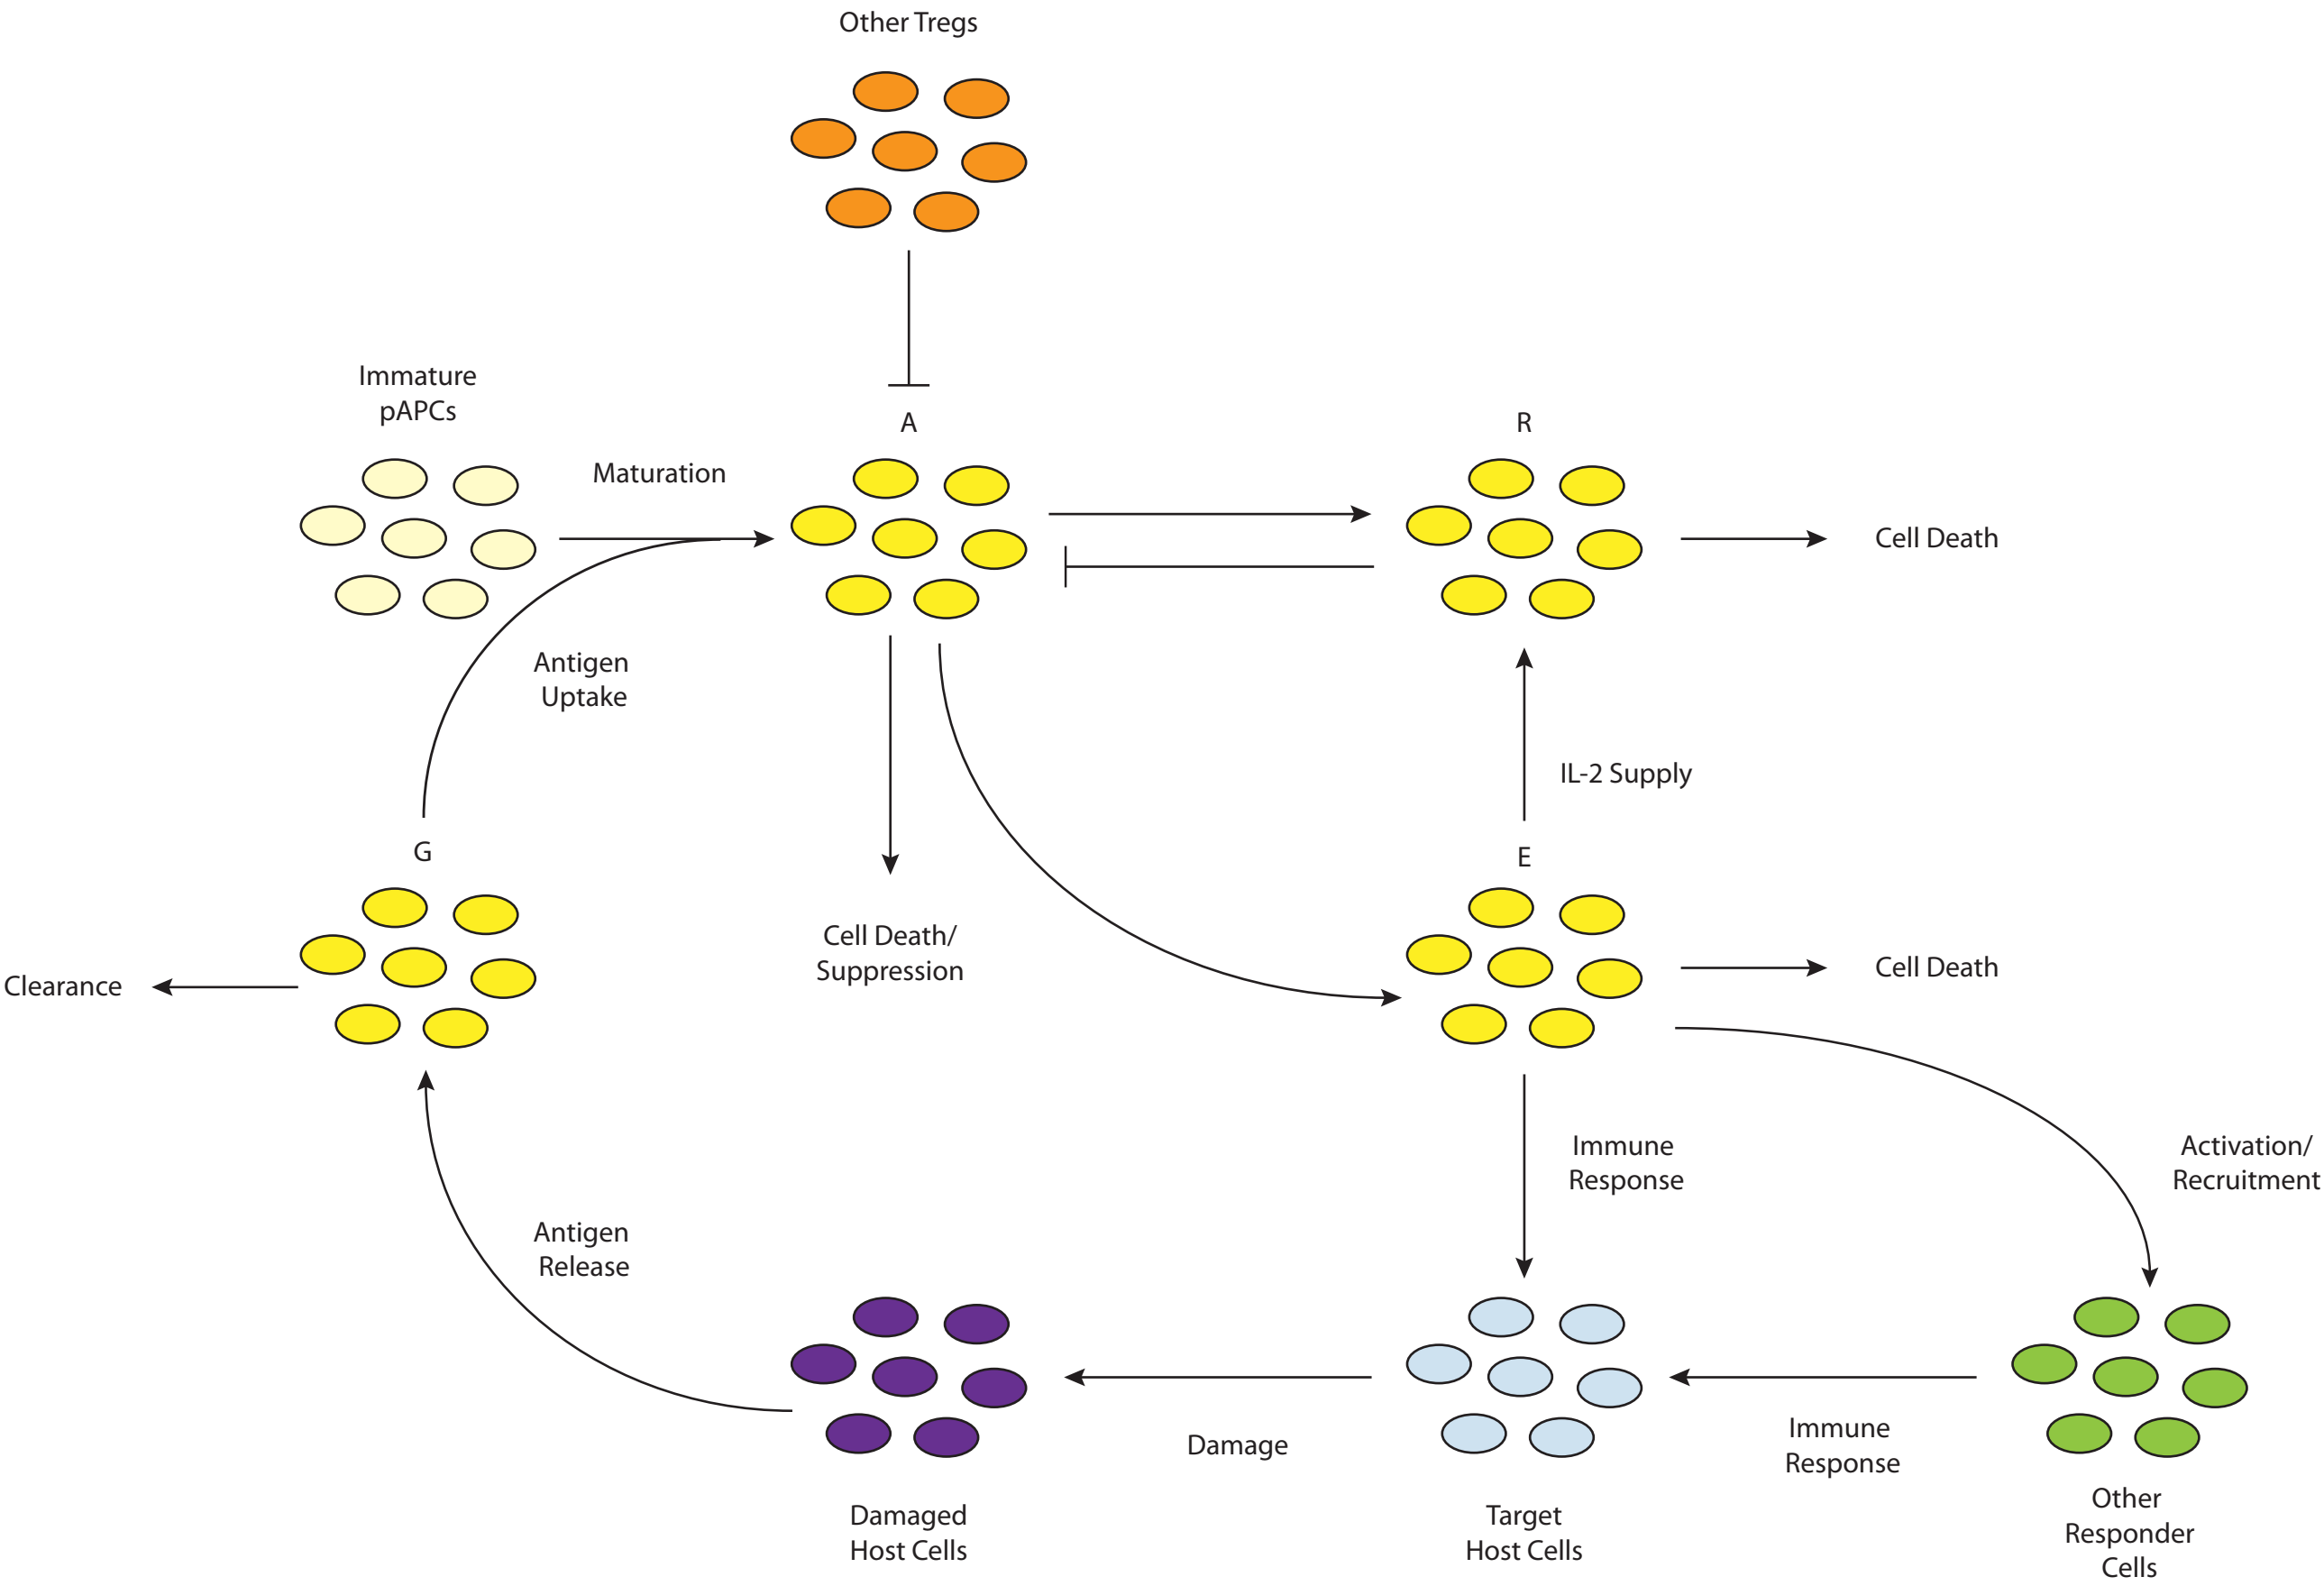 Other Tregs
Immature
pAPCs
Maturation
A
R
Cell Death
Antigen
Uptake
IL-2 Supply
G
E
Cell Death/
Suppression
Clearance
Cell Death
Immune
Response
Activation/
Recruitment
Antigen
Release
Damage
Immune
Response
Damaged
Host Cells
Target
Host Cells
Other
Responder
Cells